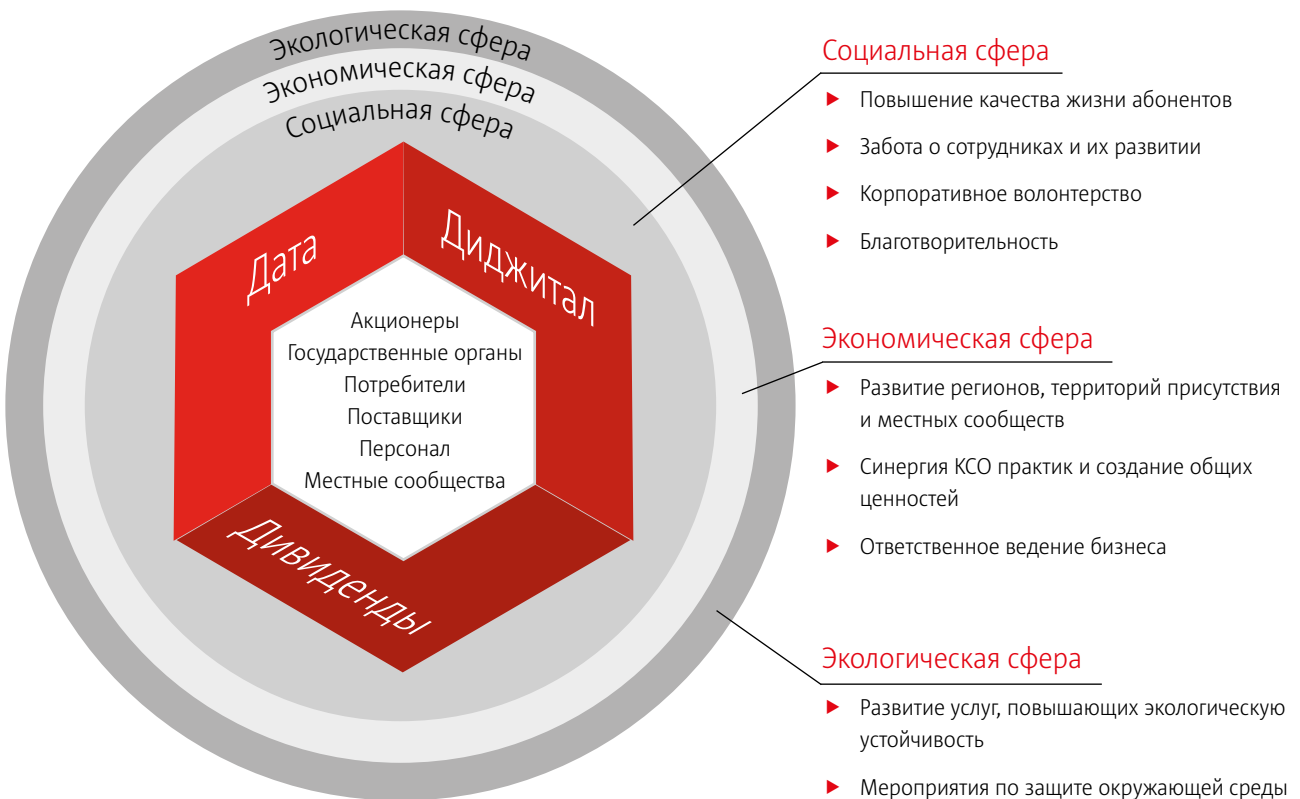 Экологическая сфера
Экономическая сфера
Социальная сфера
Дата
Диджитал
Дивиденды
Акционеры
Государственные органы
Потребители
Поставщики
Персонал
Местные сообщества
Социальная сфера
Повышение качества жизни абонентов
Забота о сотрудниках и их развитии
Корпоративное волонтерство
Благотворительность
Экономическая сфера
Развитие регионов, территорий присутствия
и местных сообществ
Синергия КСО практик и создание общих
ценностей
Ответственное ведение бизнеса
Экологическая сфера
Развитие услуг, повышающих экологическую
устойчивость
Мероприятия по защите окружающей среды